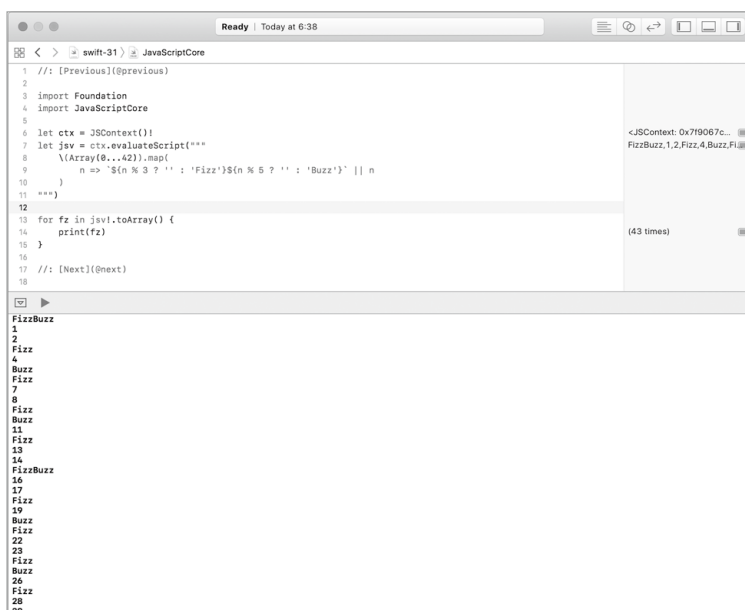 Ready | Today at 6:38
swift-31 〉 JavaScriptCore
1 //: [Previous](@previous)
2
3 import Foundation
4 import JavaScriptCore
5
6 let ctx = JSContext()! <JSContext: 0x7f9067c...
7 let jsv = ctx.evaluateScript(""" FizzBuzz,1,2,Fizz,4,Buzz,Fi...
8 \(Array(0...42)).map(
9 n => `${n % 3 ? '' : 'Fizz'}${n % 5 ? '' : 'Buzz'}` || n
10 )
11 """)
12
13 for fz in jsv!.toArray() {
14 print(fz) (43 times)
15 }
16
17 //: [Next](@next)
18
FizzBuzz
1
2
Fizz
4
Buzz
Fizz
7
8
Fizz
Buzz
11
Fizz
13
14
FizzBuzz
16
17
Fizz
19
Buzz
Fizz
22
23
Fizz
Buzz
26
Fizz
28